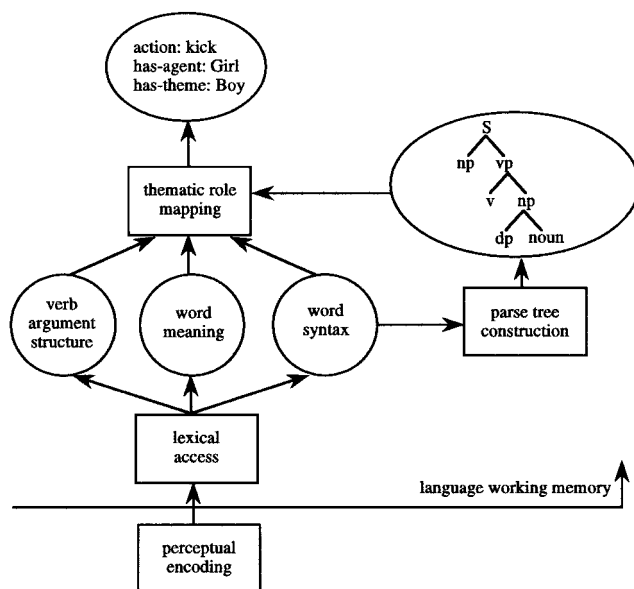 action: kick
has-agent: Girl
has-theme: Boy
S
np vp
v np
dp noun
thematic role
mapping
verb
argument
structure
word
meaning
word
syntax
parse tree
construction
lexical
access
language working memory
perceptual
encoding